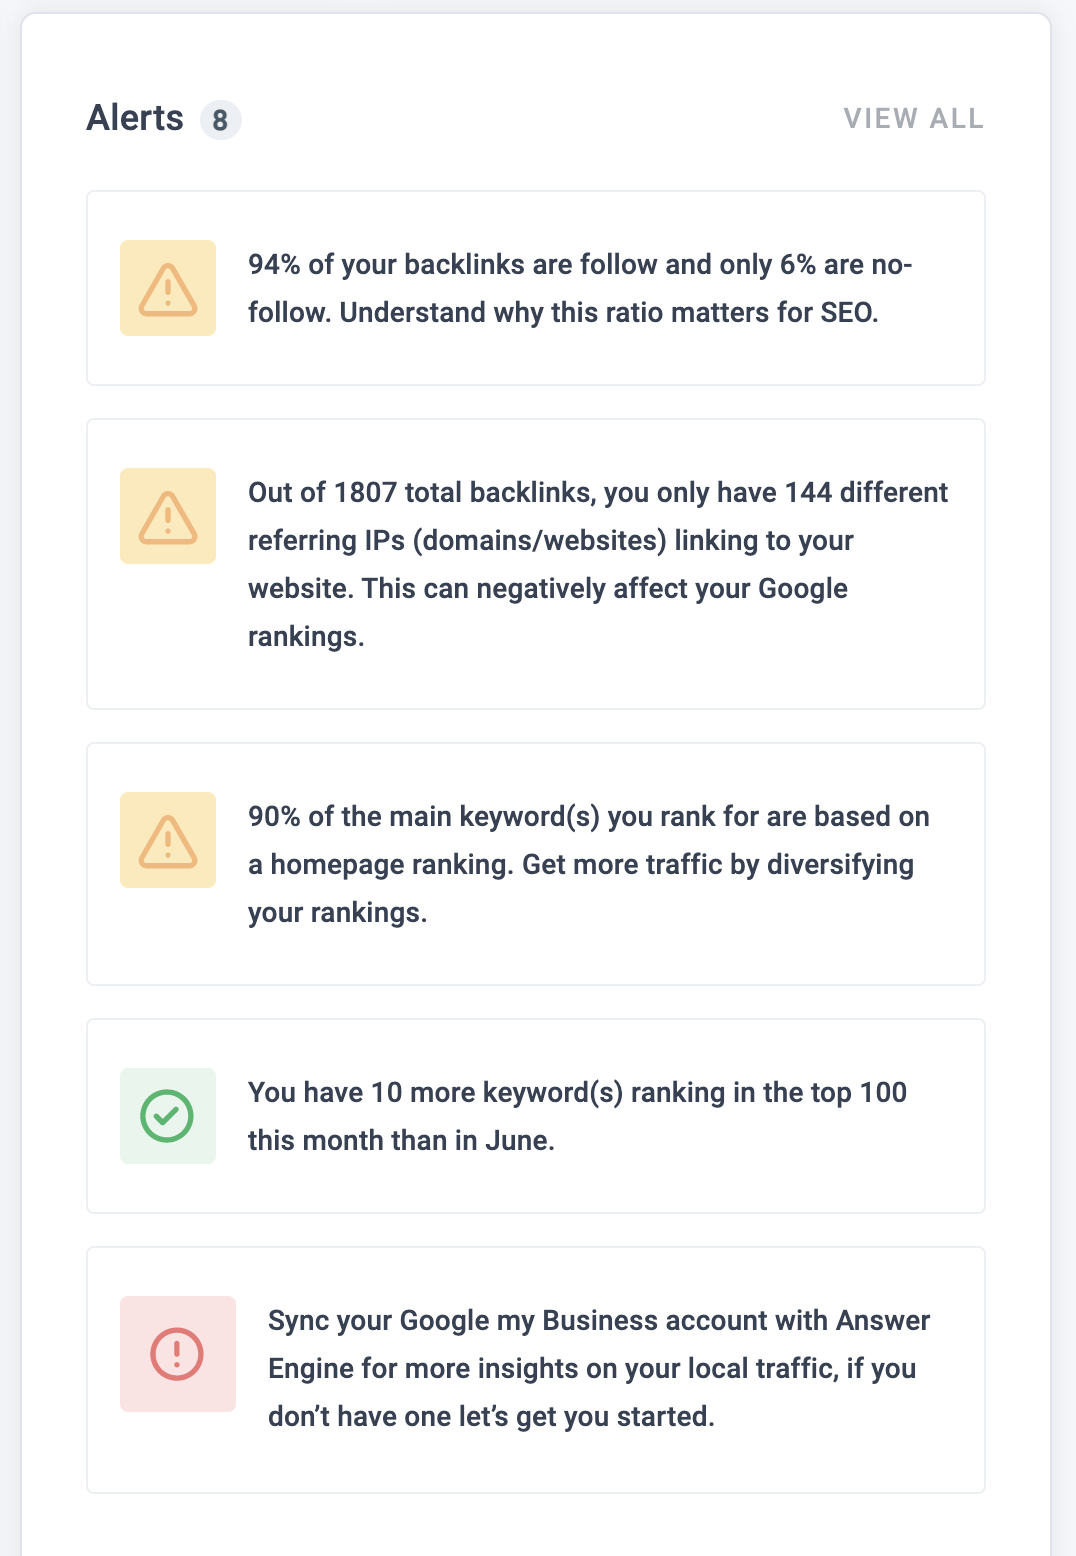 Alerts 8
VIEW ALL
94% of your backlinks are follow and only 6% are no-
follow. Understand why this ratio matters for SEO.
Out of 1807 total backlinks, you only have 144 different
referring IPs (domains/websites) linking to your
website. This can negatively affect your Google
rankings.
90% of the main keyword(s) you rank for are based on
a homepage ranking. Get more traffic by diversifying
your rankings.
You have 10 more keyword(s) ranking in the top 100
this month than in June.
Sync your Google my Business account with Answer
Engine for more insights on your local traffic, if you
don’t have one let’s get you started.